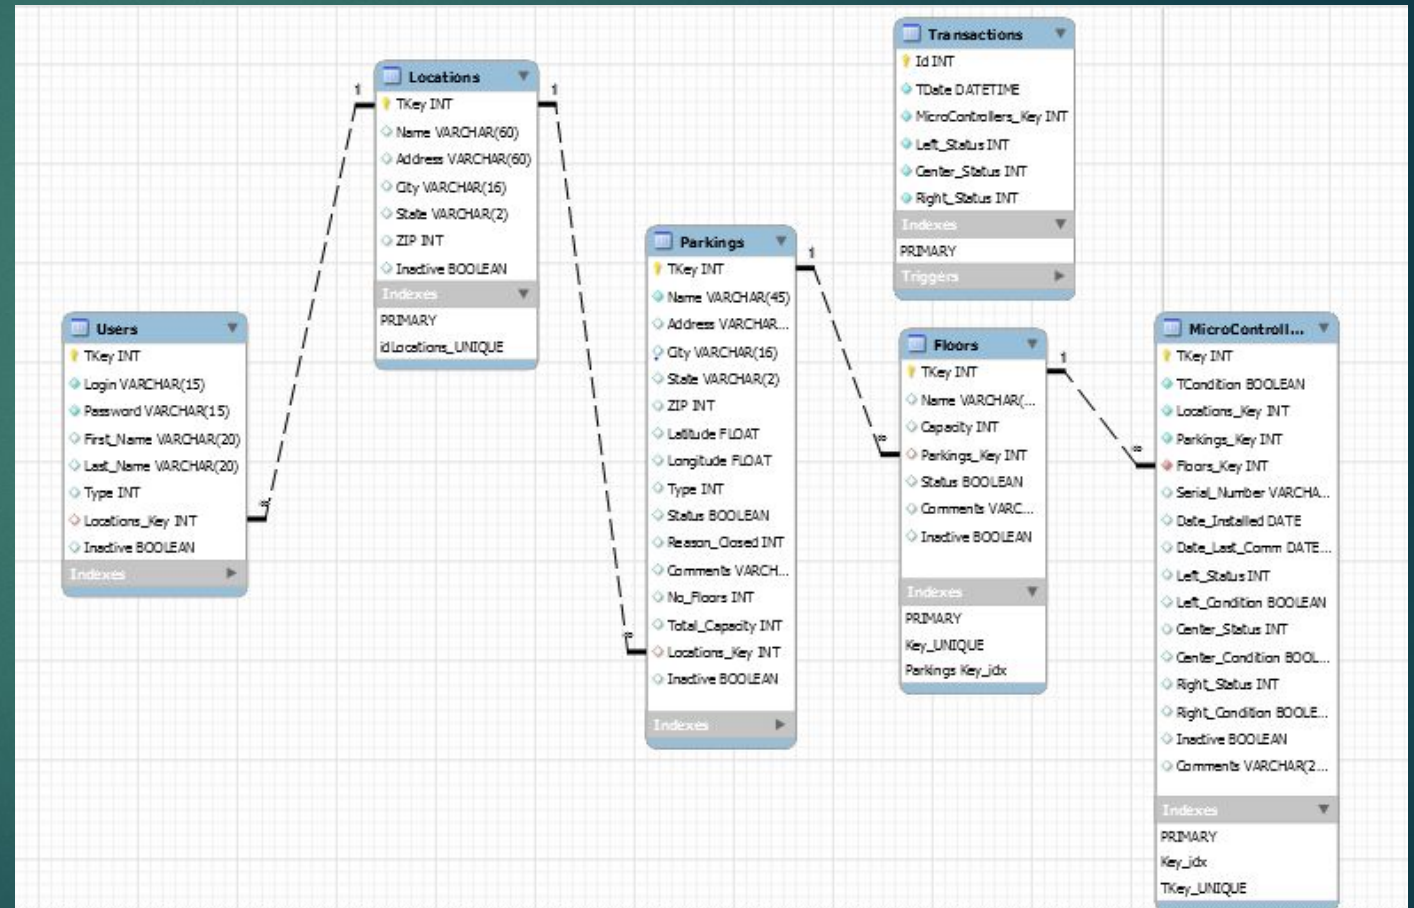 Users
TKey INT
Login VARCHAR(15)
Password VARCHAR(15)
First_Name VARCHAR(20)
Last_Name VARCHAR(20)
Type INT
Locations_Key INT
Inactive BOOLEAN
Indexes
∞
1
Locations
TKey INT
Name VARCHAR(60)
Address VARCHAR(60)
City VARCHAR(16)
State VARCHAR(2)
ZIP INT
Inactive BOOLEAN
Indexes
PRIMARY
idLocations_UNIQUE
1
∞
Parkings
TKey INT
Name VARCHAR(45)
Address VARCHAR...
City VARCHAR(16)
State VARCHAR(2)
ZIP INT
Latitude FLOAT
Longitude FLOAT
Type INT
Status BOOLEAN
Reason_Closed INT
Comments VARCH...
No_Floors INT
Total_Capacity INT
Locations_Key INT
Inactive BOOLEAN
Indexes
1
∞
Transactions
Id INT
TDate DATETIME
MicroControllers_Key INT
Left_Status INT
Center_Status INT
Right_Status INT
Indexes
PRIMARY
Triggers
Floors
TKey INT
Name VARCHAR(...
Capacity INT
Parkings_Key INT
Status BOOLEAN
Comments VARC...
Inactive BOOLEAN
Indexes
PRIMARY
Key_UNIQUE
Parkings Key_idx
1
∞
MicroControll...
TKey INT
TCondition BOOLEAN
Locations_Key INT
Parkings_Key INT
Floors_Key INT
Serial_Number VARCHA...
Date_Installed DATE
Date_Last_Comm DATE...
Left_Status INT
Left_Condition BOOLEAN
Center_Status INT
Center_Condition BOOL...
Right_Status INT
Right_Condition BOOLE...
Inactive BOOLEAN
Comments VARCHAR(2...
Indexes
PRIMARY
Key_idx
TKey_UNIQUE